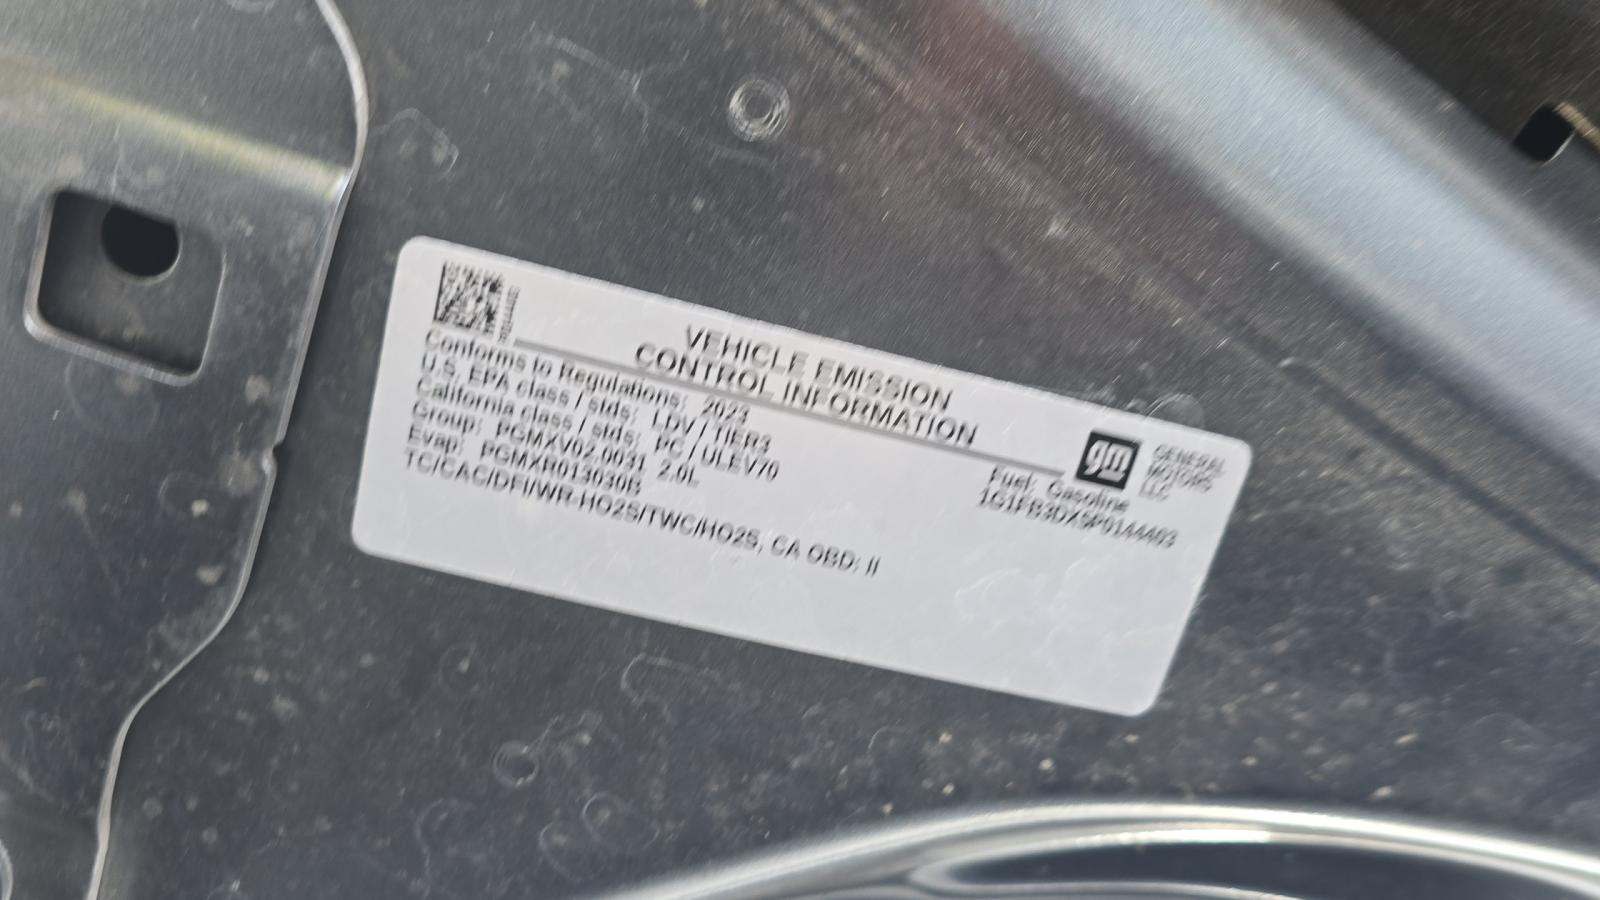 VEHICLE EMISSION
CONTROL INFORMATION
gm
GENERAL
MOTORS
LLC
Conforms to Regulations: 2023
U.S. EPA class / stds: LDV / TIER3
California class / stds: PC / ULEV70
Group: PGMXV02.0031 2.0L
Evap: PGMXR013030B
TC/CAC/DFI/WR-HO2S/TWC/HO2S, CA OBD: II
Fuel: Gasoline